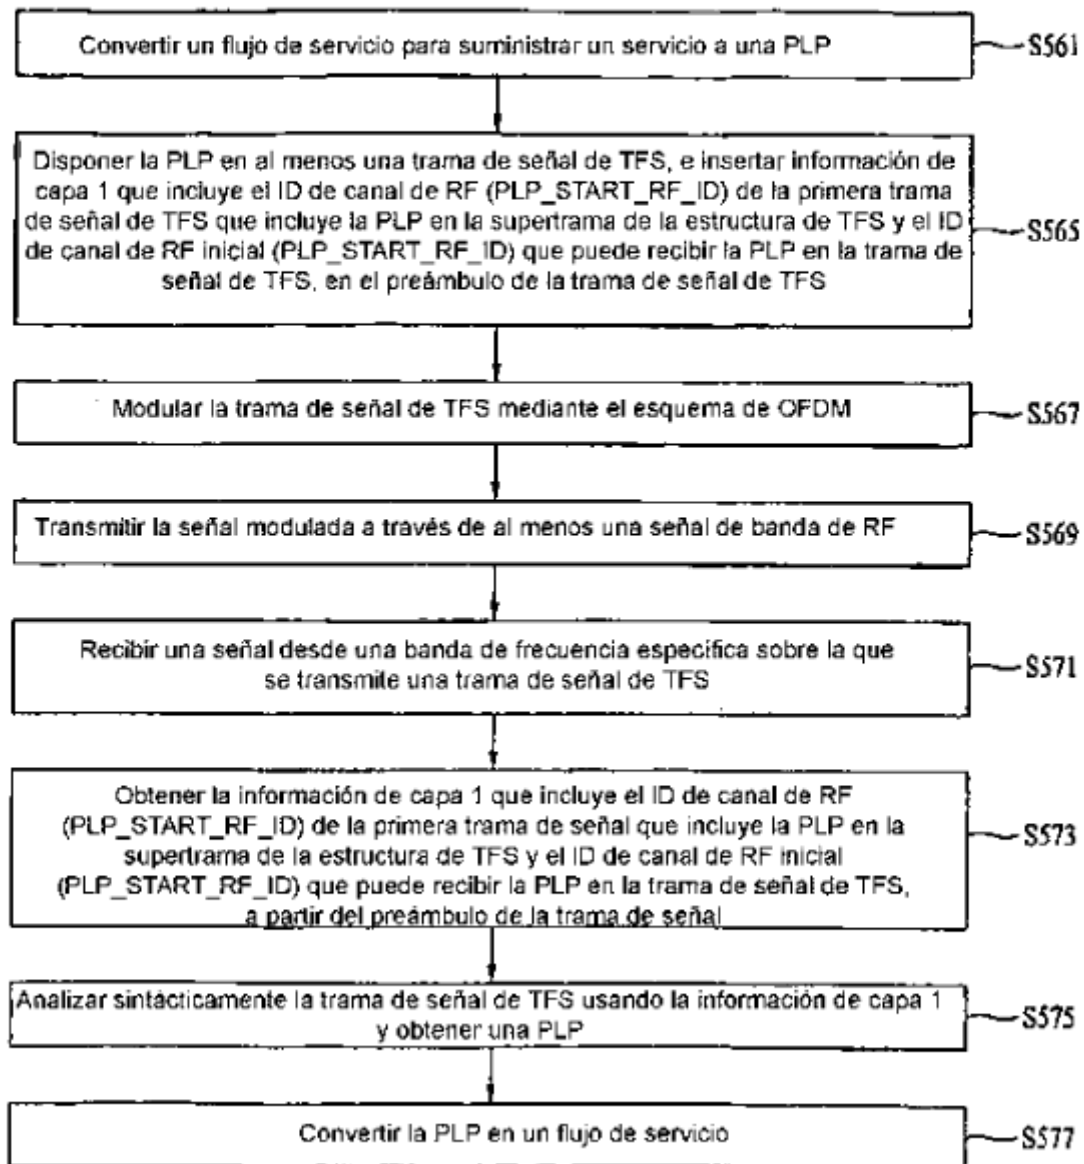 Convertir un flujo de servicio para suministrar un servicio a una PLP
S561
Disponer la PLP en al menos una trama de señal de TFS, e insertar información de
capa 1 que incluye el ID de canal de RF (PLP_START_RF_ID) de la primera trama
de señal de TFS que incluye la PLP en la supertrama de la estructura de TFS y el ID
de canal de RF inicial (PLP_START_RF_ID) que puede recibir la PLP en la trama de
señal de TFS, en el preámbulo de la trama de señal de TFS
S565
Modular la trama de señal de TFS mediante el esquema de OFDM
S567
Transmitir la señal modulada a través de al menos una señal de banda de RF
S569
Recibir una señal desde una banda de frecuencia específica sobre la que
se transmite una trama de señal de TFS
S571
Obtener la información de capa 1 que incluye el ID de canal de RF
(PLP_START_RF_ID) de la primera trama de señal que incluye la PLP en la
supertrama de la estructura de TFS y el ID de canal de RF inicial
(PLP_START_RF_ID) que puede recibir la PLP en la trama de señal de TFS,
a partir del preámbulo de la trama de señal
S573
Analizar sintácticamente la trama de señal de TFS usando la información de capa 1
y obtener una PLP
S575
Convertir la PLP en un flujo de servicio
S577